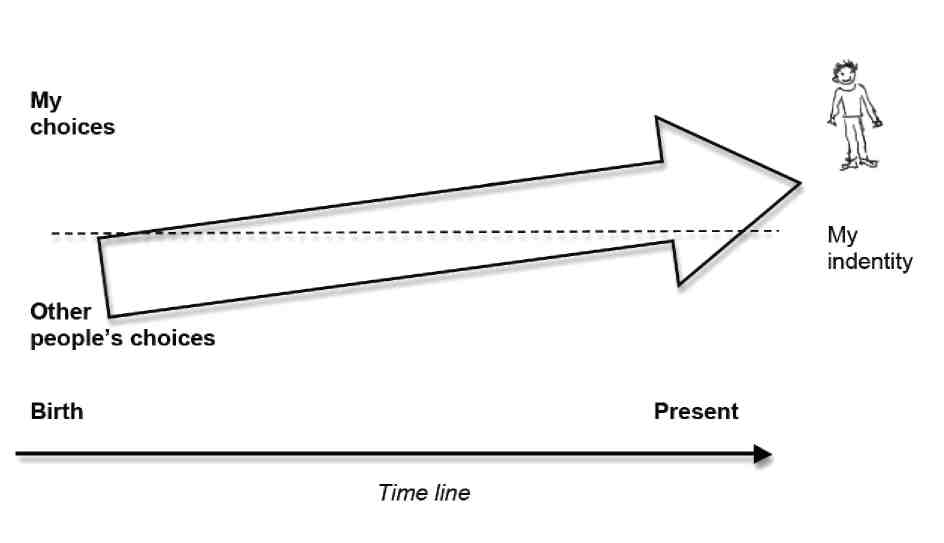 My
choices
My
indentity
Other
people's choices
Birth
Present
Time line